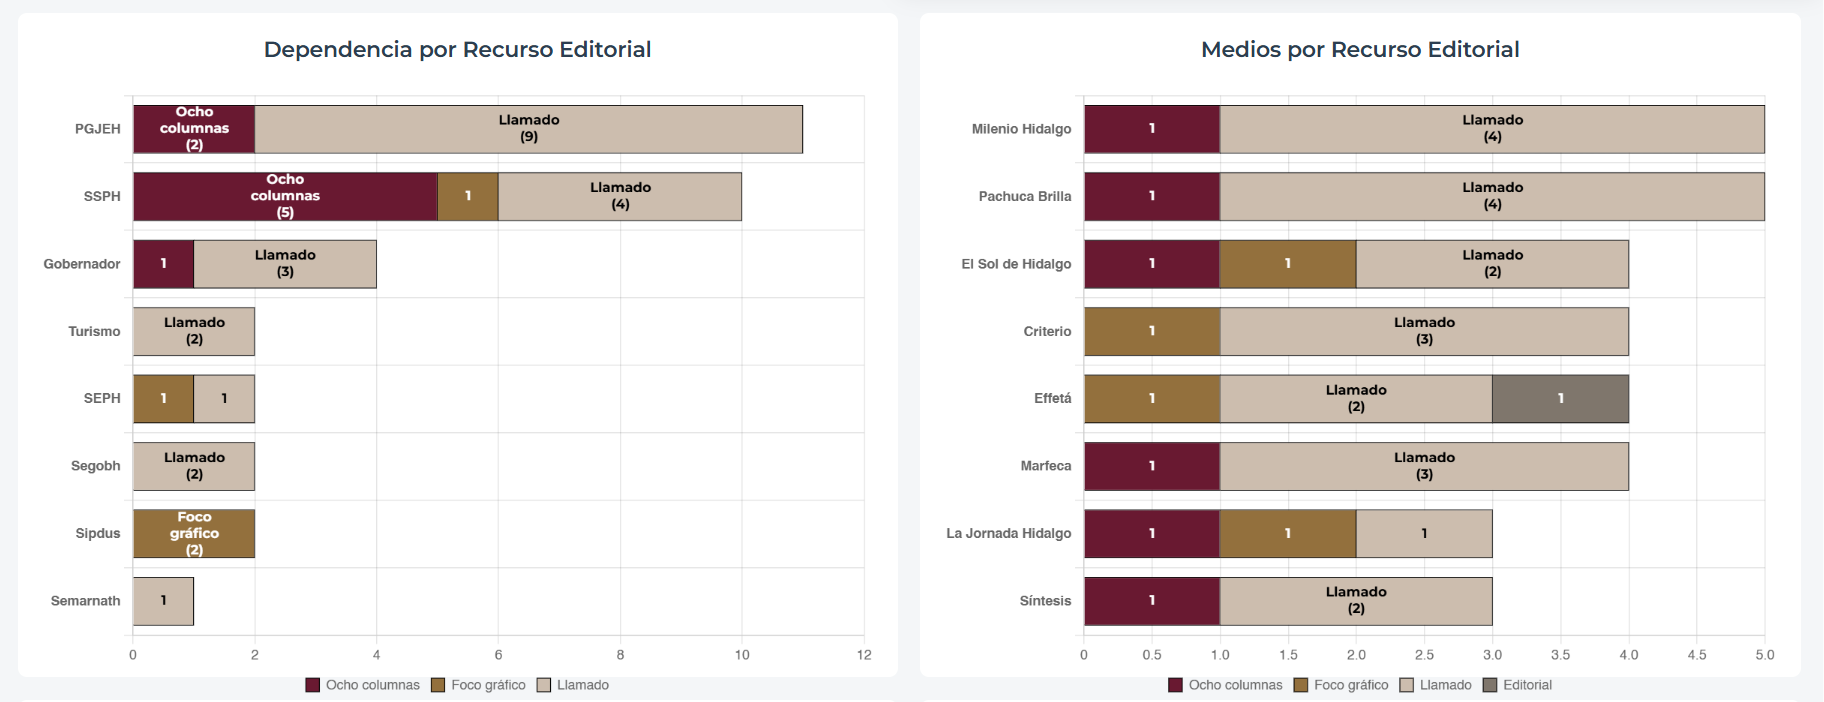 Dependencia por Recurso Editorial
PGJEH
Ocho
columnas
(2)
Llamado
(9)
SSPH
Ocho
columnas
(5)
1
Llamado
(4)
Gobernador
1
Llamado
(3)
Turismo
Llamado
(2)
SEPH
1
1
Segobh
Llamado
(2)
Sipdus
Foco
gráfico
(2)
Semarnath
1
0 2 4 6 8 10 12
Ocho columnas Foco gráfico Llamado
Medios por Recurso Editorial
Milenio Hidalgo
1
Llamado
(4)
Pachuca Brilla
1
Llamado
(4)
El Sol de Hidalgo
1
1
Llamado
(2)
Criterio
1
Llamado
(3)
Effetá
1
Llamado
(2)
1
Marfeca
1
Llamado
(3)
La Jornada Hidalgo
1
1
1
Síntesis
1
Llamado
(2)
0 0.5 1.0 1.5 2.0 2.5 3.0 3.5 4.0 4.5 5.0
Ocho columnas Foco gráfico Llamado Editorial